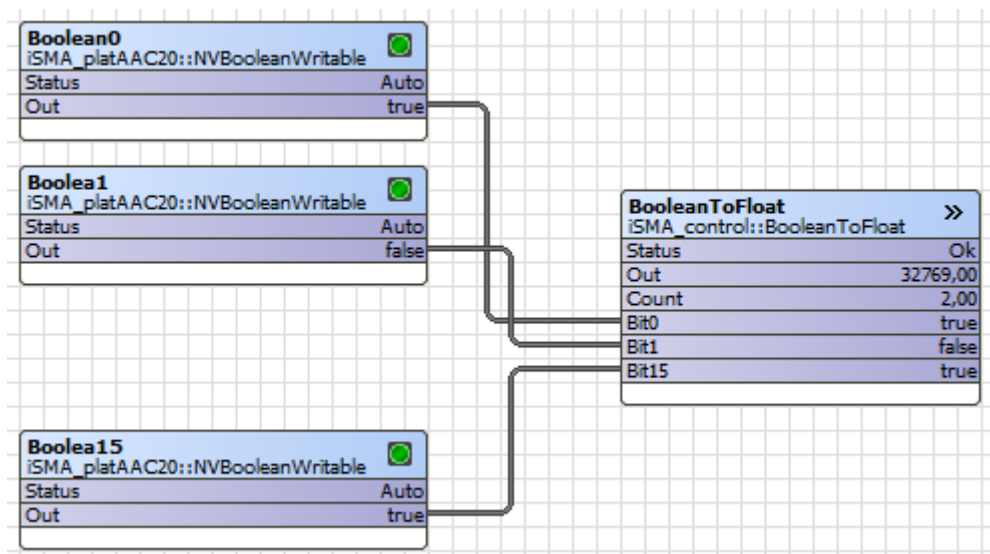 Boolean0
iSMA_platAAC20::NVBooleanWritable
Status Auto
Out true
Boolea1
iSMA_platAAC20::NVBooleanWritable
Status Auto
Out false
BooleanToFloat »
iSMA_control::BooleanToFloat
Status Ok
Out 32769,00
Count 2,00
Bit0 true
Bit1 false
Bit15 true
Boolea15
iSMA_platAAC20::NVBooleanWritable
Status Auto
Out true